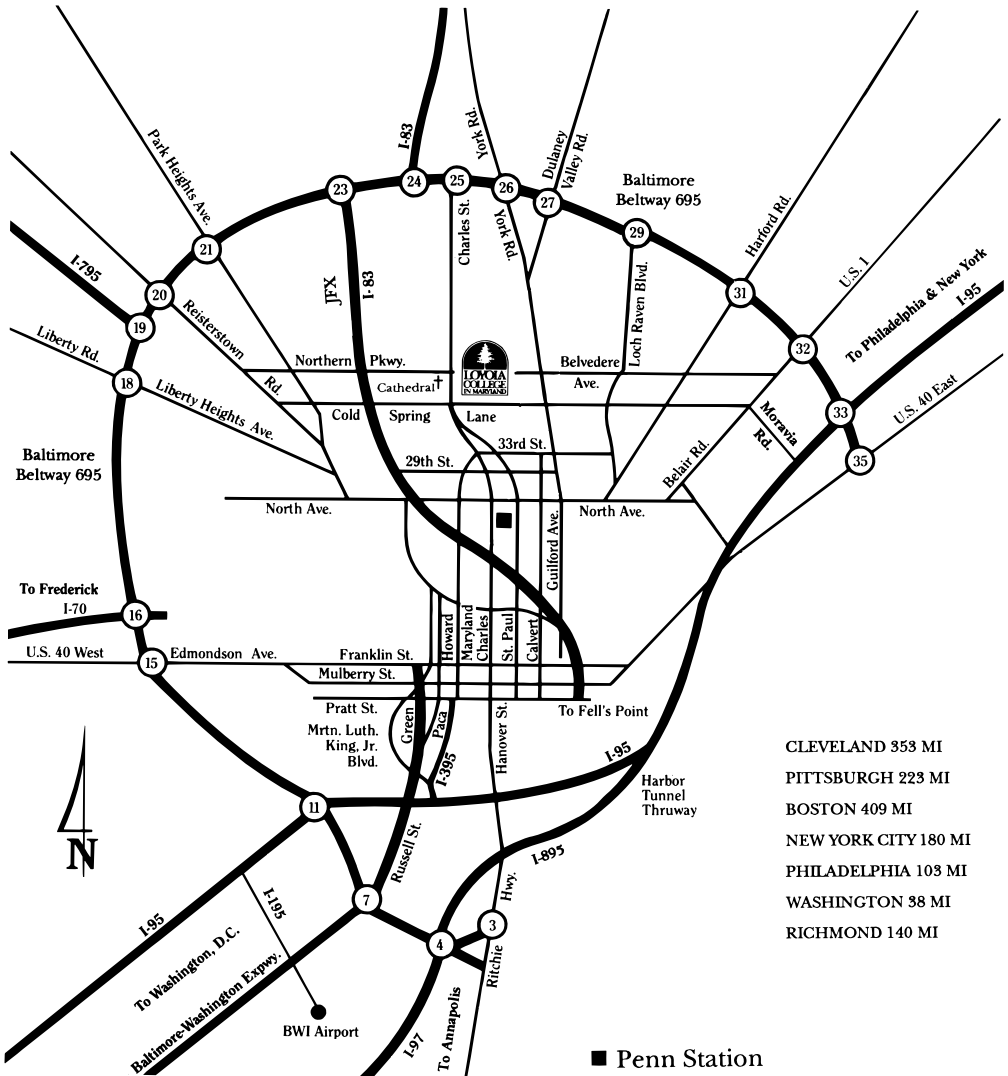 I-83
York Rd.
Dulaney
Valley Rd.
Park Heights Ave.
23
24
25
26
27
Baltimore
Beltway 695
29
21
Charles St.
York Rd.
Harford Rd.
I-795
20
JFX
I-83
Loch Raven Blvd.
31
U.S. 1
To Philadelphia & New York
I-95
19
Reisterstown
Rd.
Liberty Rd.
18
Liberty Heights Ave.
Northern Pkwy.
Cathedral
LOYOLA
COLLEGE
IN MARYLAND
Belvedere
Ave.
32
33
U.S. 40 East
35
Cold Spring Lane
Moravia
Rd.
Belair Rd.
33rd St.
29th St.
Baltimore
Beltway 695
North Ave.
North Ave.
Guilford Ave.
To Frederick
I-70
16
Howard
Maryland
Charles
St. Paul
Calvert
U.S. 40 West
15
Edmondson Ave.
Franklin St.
Mulberry St.
Pratt St.
To Fell's Point
Mrtn. Luth.
King, Jr.
Blvd.
Green
Paca
I-395
Hanover St.
I-95
Harbor
Tunnel
Thruway
CLEVELAND 353 MI
PITTSBURGH 223 MI
BOSTON 409 MI
NEW YORK CITY 180 MI
PHILADELPHIA 103 MI
WASHINGTON 38 MI
RICHMOND 140 MI
N
11
Russell St.
I-895
7
Hwy.
3
4
Ritchie
I-95
I-195
To Washington, D.C.
Baltimore-Washington Expwy.
BWI Airport
I-97
To Annapolis
Penn Station